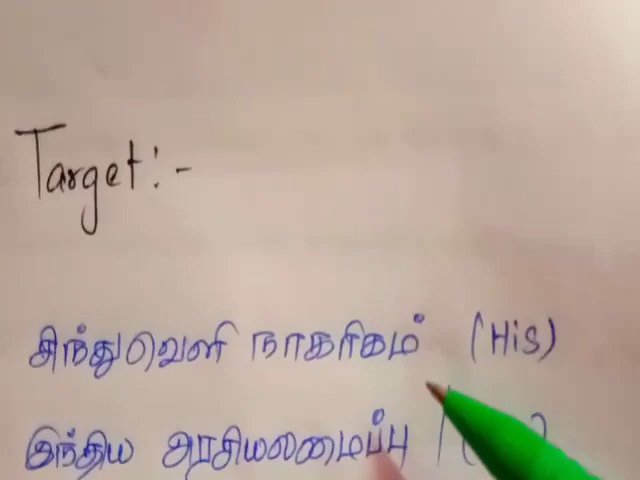 Target:-
சிந்துவெளி நாகரிகம் (His)
இந்திய அரசியலமைப்பு